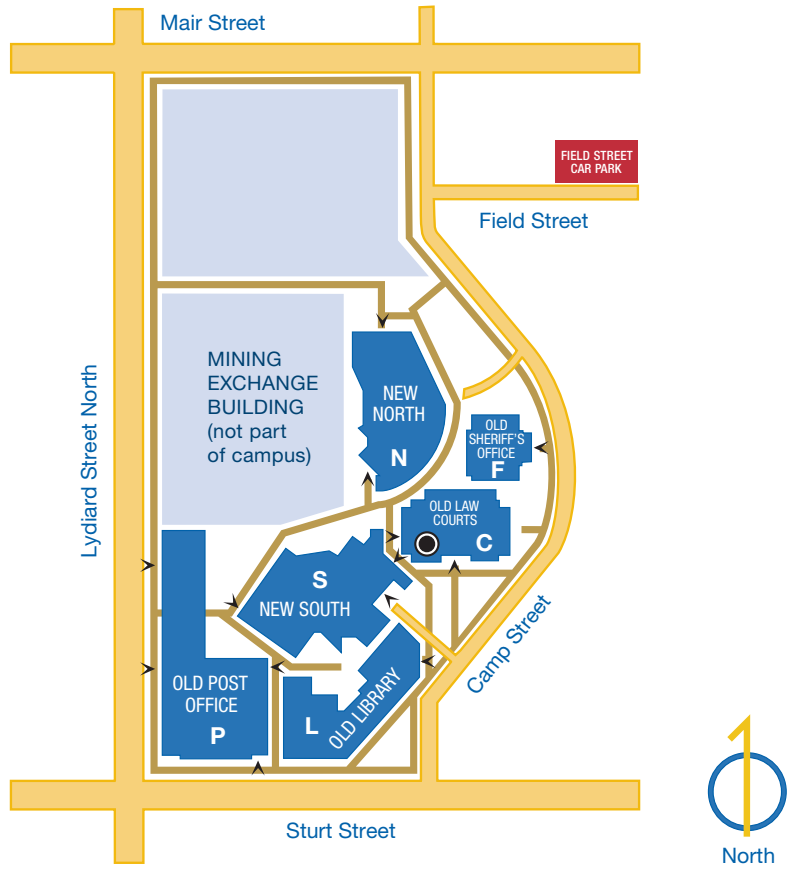 Mair Street
FIELD STREET
CAR PARK
Field Street
Lydiard Street North
MINING
EXCHANGE
BUILDING
(not part
of campus)
NEW
NORTH
N
OLD
SHERIFF'S
OFFICE
F
OLD LAW
COURTS
C
S
NEW SOUTH
OLD POST
OFFICE
P
L
OLD LIBRARY
Camp Street
Sturt Street
North